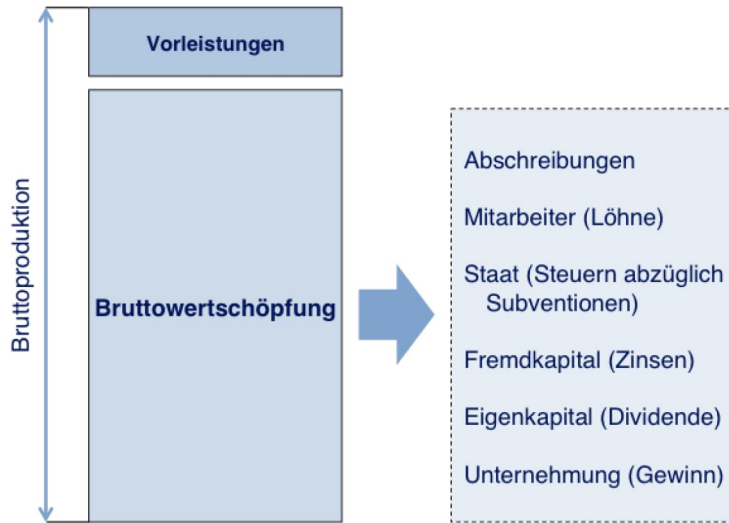 Vorleistungen
Bruttoproduktion
Bruttowertschöpfung
Abschreibungen
Mitarbeiter (Löhne)
Staat (Steuern abzüglich
Subventionen)
Fremdkapital (Zinsen)
Eigenkapital (Dividende)
Unternehmung (Gewinn)